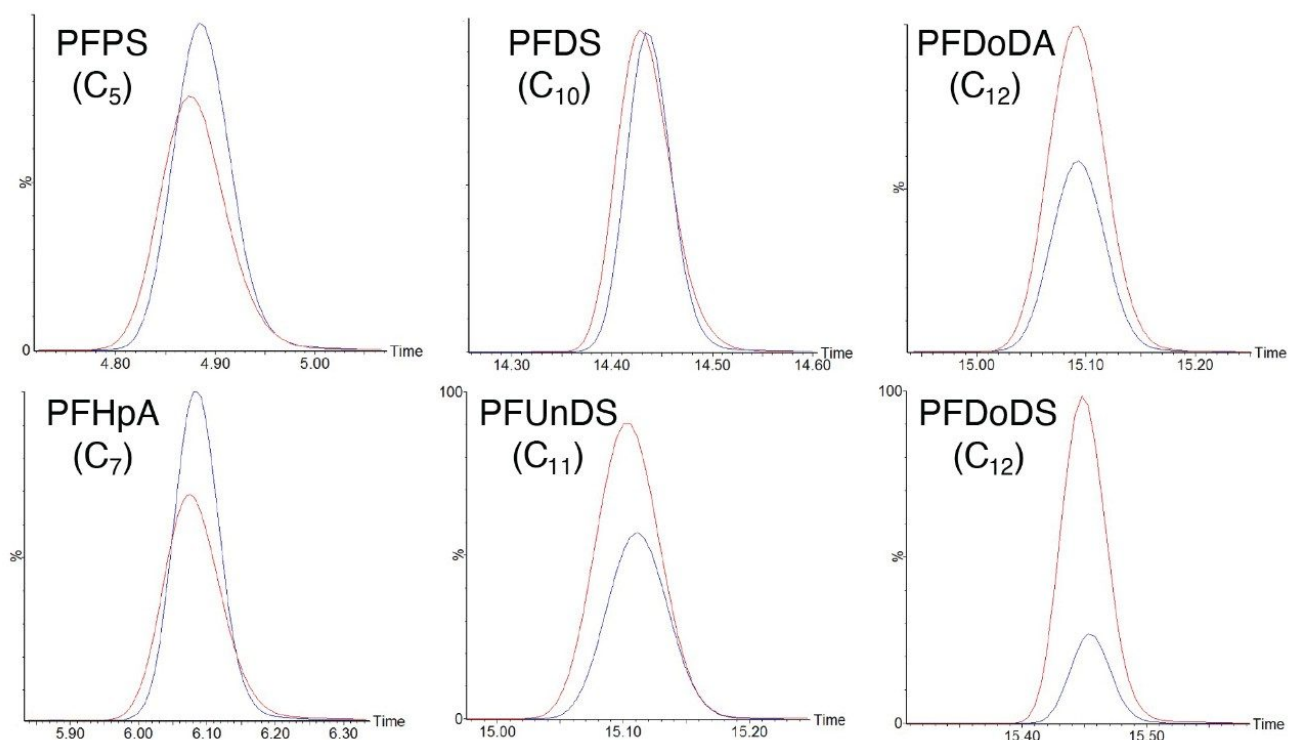 PFPS
(C₅)
%
0
4.80 4.90 5.00 Time
PFDS
(C₁₀)
%
14.30 14.40 14.50 14.60 Time
PFDoDA
(C₁₂)
%
15.00 15.10 15.20 Time
PFHpA
(C₇)
%
5.90 6.00 6.10 6.20 6.30 Time
100
PFUnDS
(C₁₁)
%
0
15.00 15.10 15.20 Time
100
PFDoDS
(C₁₂)
%
0
15.40 15.50 Time